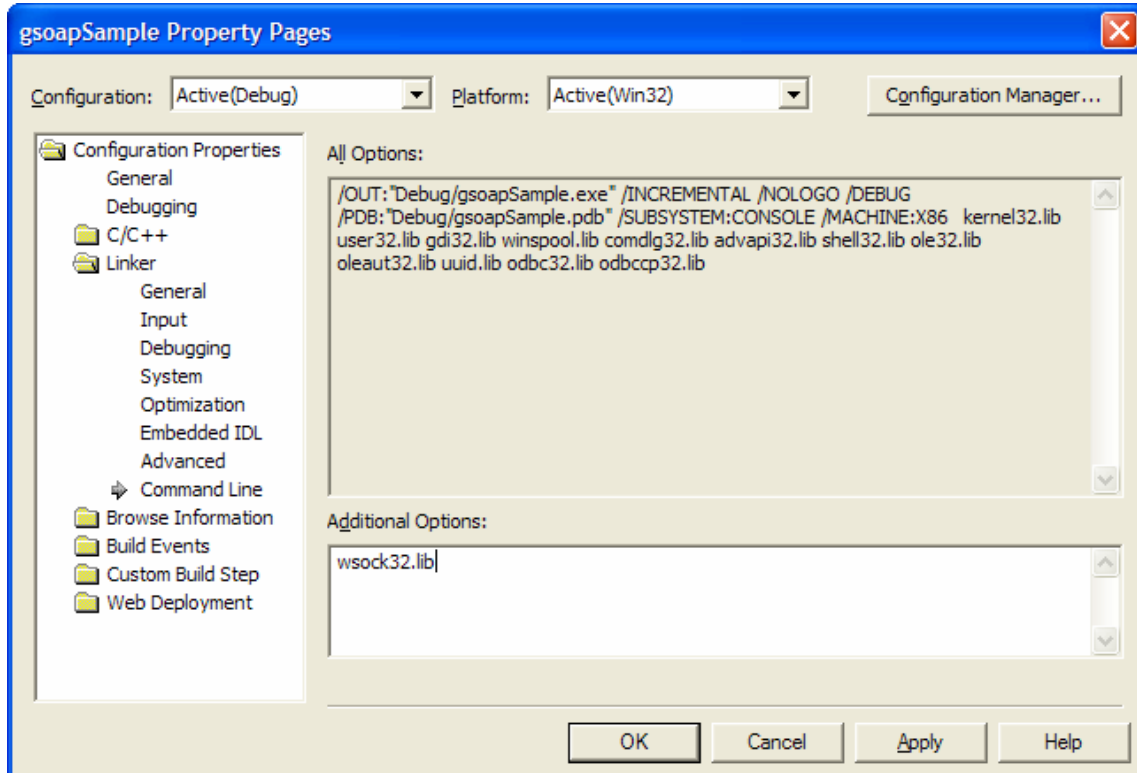 gsoapSample Property Pages
Configuration: Active(Debug) Platform: Active(Win32) Configuration Manager...
Configuration Properties
General
Debugging
C/C++
Linker
General
Input
Debugging
System
Optimization
Embedded IDL
Advanced
Command Line
Browse Information
Build Events
Custom Build Step
Web Deployment
All Options:
/OUT:"Debug/gsoapSample.exe" /INCREMENTAL /NOLOGO /DEBUG
/PDB:"Debug/gsoapSample.pdb" /SUBSYSTEM:CONSOLE /MACHINE:X86 kernel32.lib
user32.lib gdi32.lib winspool.lib comdlg32.lib advapi32.lib shell32.lib ole32.lib
oleaut32.lib uuid.lib odbc32.lib odbccp32.lib
Additional Options:
wsock32.lib
OK Cancel Apply Help